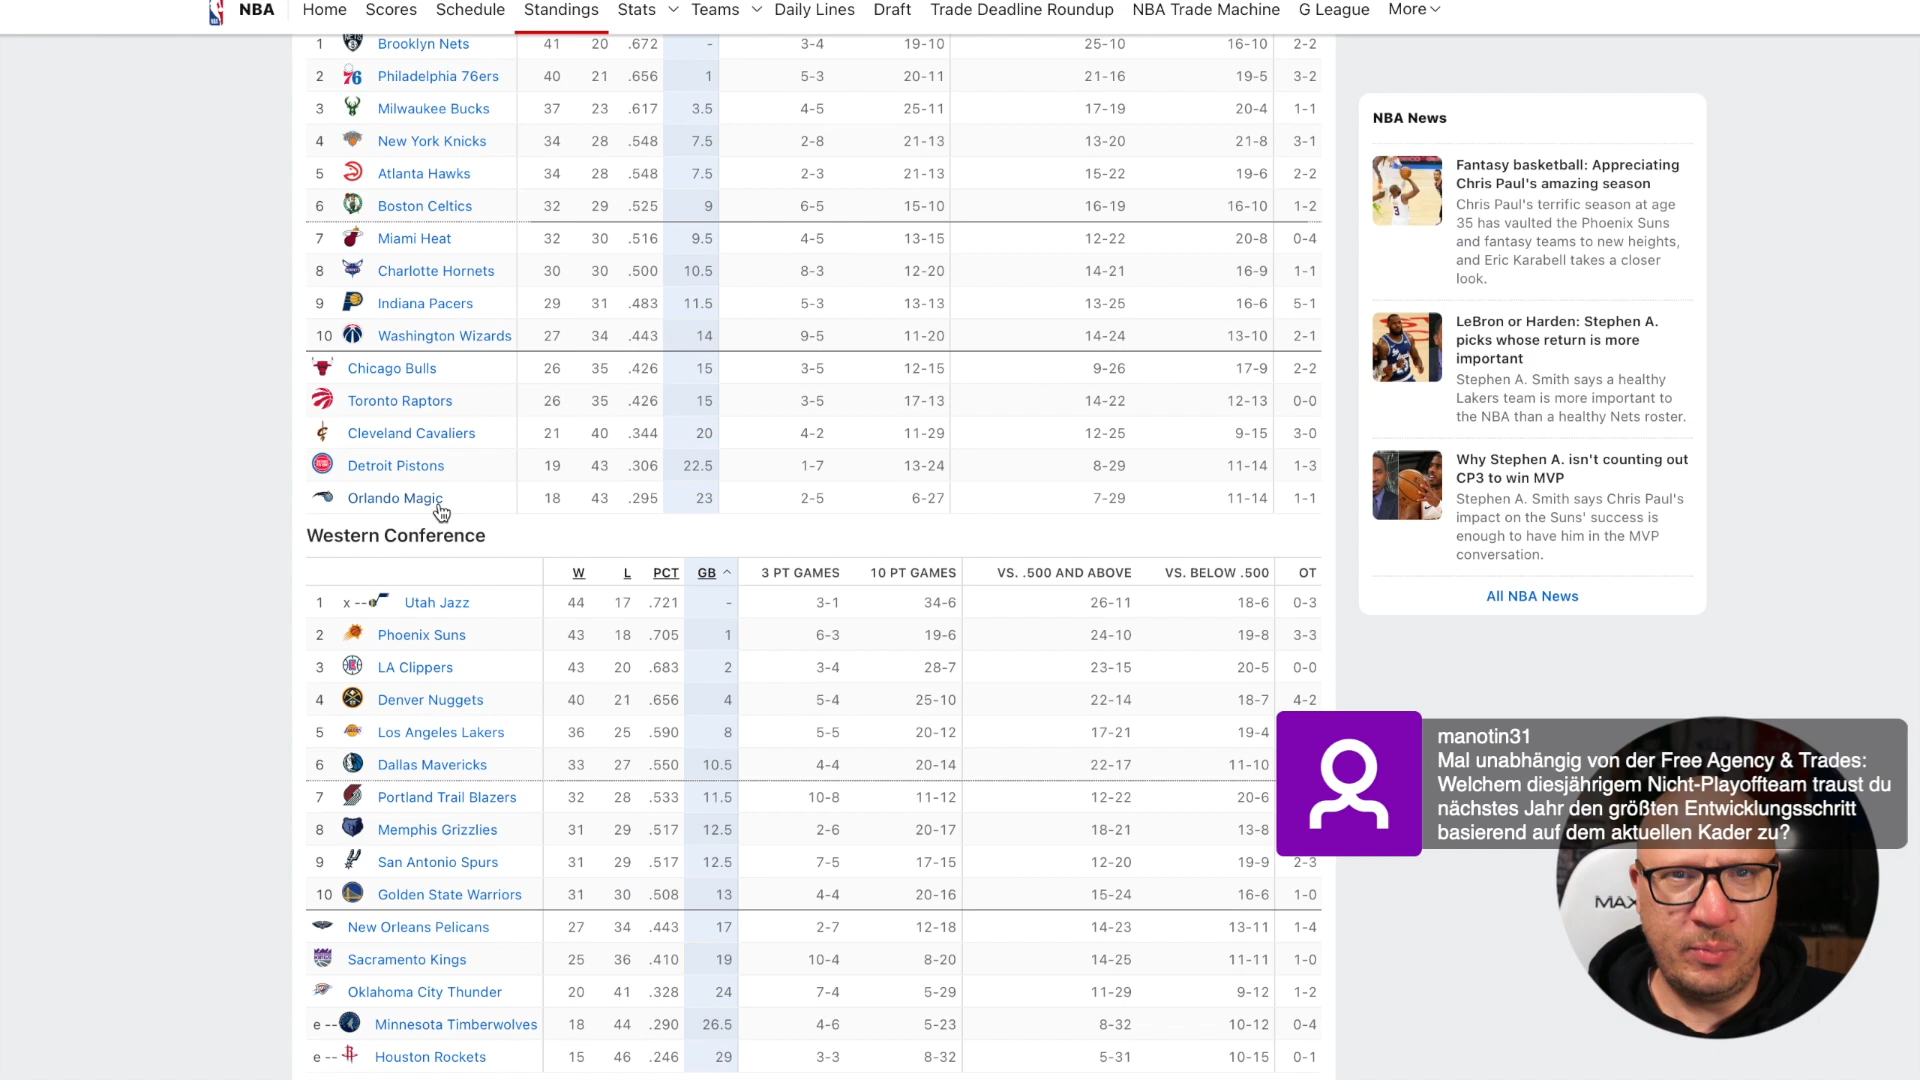 NBA Home Scores Schedule Standings Stats Teams Daily Lines Draft Trade Deadline Roundup NBA Trade Machine G League More
1 Brooklyn Nets 41 20 .672 - 3-4 19-10 25-10 16-10 2-2
2 76 Philadelphia 76ers 40 21 .656 1 5-3 20-11 21-16 19-5 3-2
3 Milwaukee Bucks 37 23 .617 3.5 4-5 25-11 17-19 20-4 1-1
4 New York Knicks 34 28 .548 7.5 2-8 21-13 13-20 21-8 3-1
5 Atlanta Hawks 34 28 .548 7.5 2-3 21-13 15-22 19-6 2-2
6 Boston Celtics 32 29 .525 9 6-5 15-10 16-19 16-10 1-2
7 Miami Heat 32 30 .516 9.5 4-5 13-15 12-22 20-8 0-4
8 Charlotte Hornets 30 30 .500 10.5 8-3 12-20 14-21 16-9 1-1
9 Indiana Pacers 29 31 .483 11.5 5-3 13-13 13-25 16-6 5-1
10 Washington Wizards 27 34 .443 14 9-5 11-20 14-24 13-10 2-1
Chicago Bulls 26 35 .426 15 3-5 12-15 9-26 17-9 2-2
Toronto Raptors 26 35 .426 15 3-5 17-13 14-22 12-13 0-0
Cleveland Cavaliers 21 40 .344 20 4-2 11-29 12-25 9-15 3-0
Detroit Pistons 19 43 .306 22.5 1-7 13-24 8-29 11-14 1-3
Orlando Magic 18 43 .295 23 2-5 6-27 7-29 11-14 1-1
Western Conference
W L PCT GB 3 PT GAMES 10 PT GAMES VS. .500 AND ABOVE VS. BELOW .500 OT
1 x -- Utah Jazz 44 17 .721 - 3-1 34-6 26-11 18-6 0-3
2 Phoenix Suns 43 18 .705 1 6-3 19-6 24-10 19-8 3-3
3 LA Clippers 43 20 .683 2 3-4 28-7 23-15 20-5 0-0
4 Denver Nuggets 40 21 .656 4 5-4 25-10 22-14 18-7 4-2
5 Los Angeles Lakers 36 25 .590 8 5-5 20-12 17-21 19-4
6 Dallas Mavericks 33 27 .550 10.5 4-4 20-14 22-17 11-10
7 Portland Trail Blazers 32 28 .533 11.5 10-8 11-12 12-22 20-6
8 Memphis Grizzlies 31 29 .517 12.5 2-6 20-17 18-21 13-8
9 San Antonio Spurs 31 29 .517 12.5 7-5 17-15 12-20 19-9 2-3
10 Golden State Warriors 31 30 .508 13 4-4 20-16 15-24 16-6 1-0
New Orleans Pelicans 27 34 .443 17 2-7 12-18 14-23 13-11 1-4
Sacramento Kings 25 36 .410 19 10-4 8-20 14-25 11-11 1-0
Oklahoma City Thunder 20 41 .328 24 7-4 5-29 11-29 9-12 1-2
e -- Minnesota Timberwolves 18 44 .290 26.5 4-6 5-23 8-32 10-12 0-4
e -- Houston Rockets 15 46 .246 29 3-3 8-32 5-31 10-15 0-1
NBA News
Fantasy basketball: Appreciating
Chris Paul's amazing season
Chris Paul's terrific season at age
35 has vaulted the Phoenix Suns
and fantasy teams to new heights,
and Eric Karabell takes a closer
look.
LeBron or Harden: Stephen A.
picks whose return is more
important
Stephen A. Smith says a healthy
Lakers team is more important to
the NBA than a healthy Nets roster.
Why Stephen A. isn't counting out
CP3 to win MVP
Stephen A. Smith says Chris Paul's
impact on the Suns' success is
enough to have him in the MVP
conversation.
All NBA News
manotin31
Mal unabhängig von der Free Agency & Trades:
Welchem diesjährigem Nicht-Playoffteam traust du
nächstes Jahr den größten Entwicklungsschritt
basierend auf dem aktuellen Kader zu?
MAX